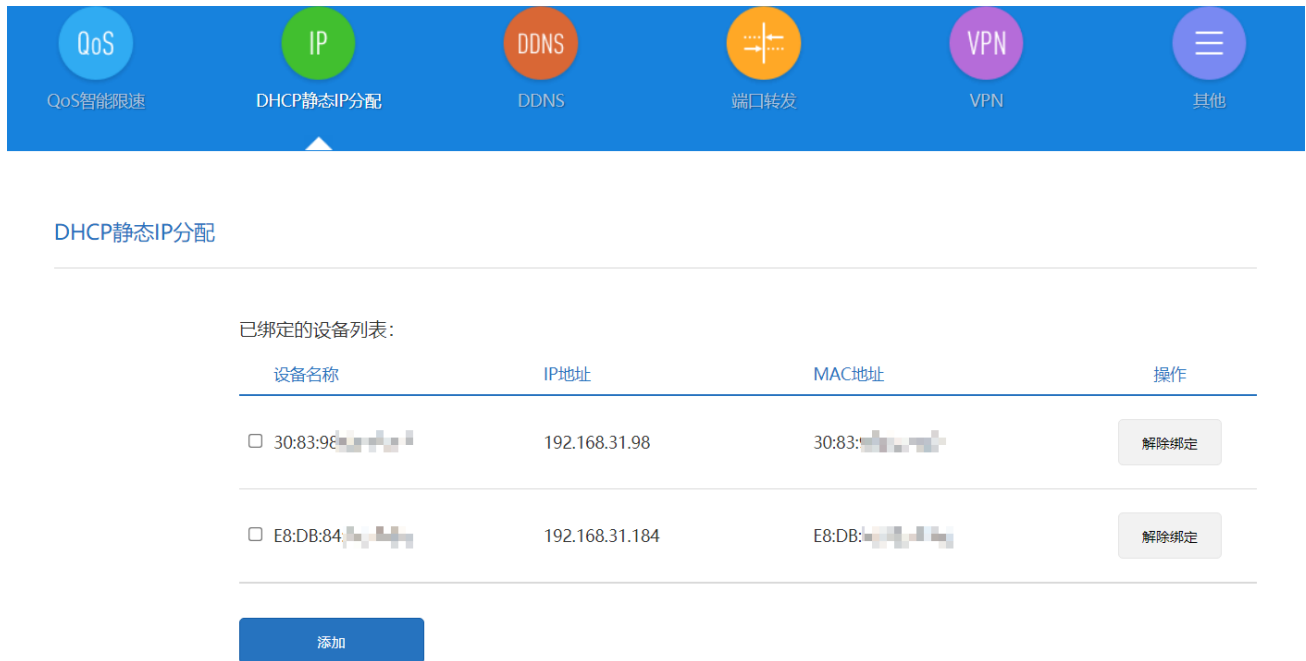 QoS IP DDNS VPN
QoS智能限速 DHCP静态IP分配 DDNS 端口转发 VPN 其他
DHCP静态IP分配
已绑定的设备列表：
设备名称 IP地址 MAC地址 操作
30:83:98 192.168.31.98 30:83: 解除绑定
E8:DB:84: 192.168.31.184 E8:DB: 解除绑定
添加